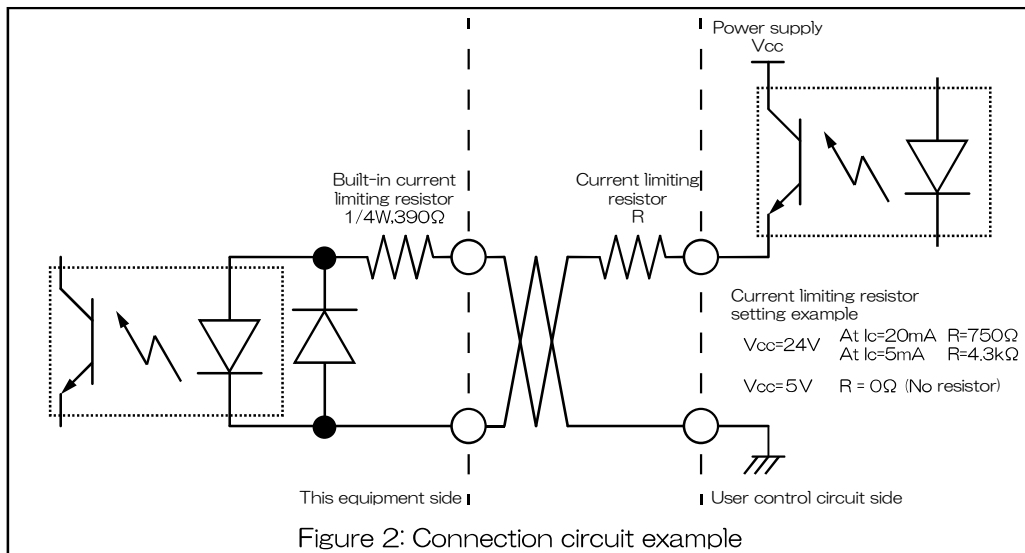 Power supply
Vcc
Built-in current
limiting resistor
1/4W,390Ω
Current limiting
resistor
R
Current limiting resistor
setting example
Vcc=24V At Ic=20mA R=750Ω
At Ic=5mA R=4.3kΩ
Vcc=5V R = 0Ω (No resistor)
This equipment side
User control circuit side
Figure 2: Connection circuit example